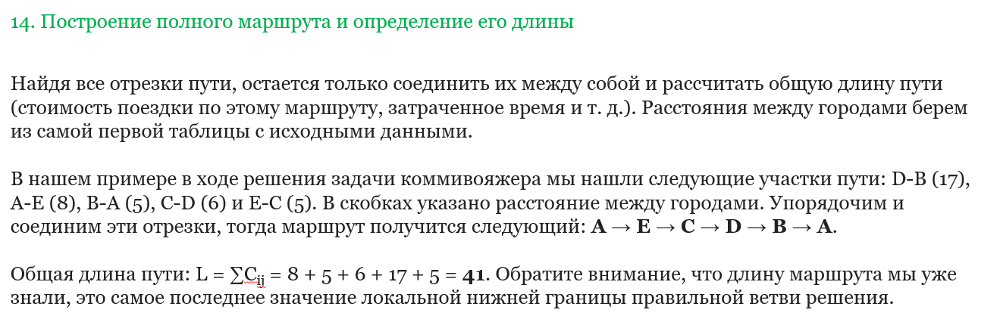 14. Построение полного маршрута и определение его длины
Найдя все отрезки пути, остается только соединить их между собой и рассчитать общую длину пути
(стоимость поездки по этому маршруту, затраченное время и т. д.). Расстояния между городами берем
из самой первой таблицы с исходными данными.
В нашем примере в ходе решения задачи коммивояжера мы нашли следующие участки пути: D-B (17),
A-E (8), B-A (5), C-D (6) и E-C (5). В скобках указано расстояние между городами. Упорядочим и
соединим эти отрезки, тогда маршрут получится следующий: A → E → C → D → B → A.
Общая длина пути: L = ∑Cij = 8 + 5 + 6 + 17 + 5 = 41. Обратите внимание, что длину маршрута мы уже
знали, это самое последнее значение локальной нижней границы правильной ветви решения.